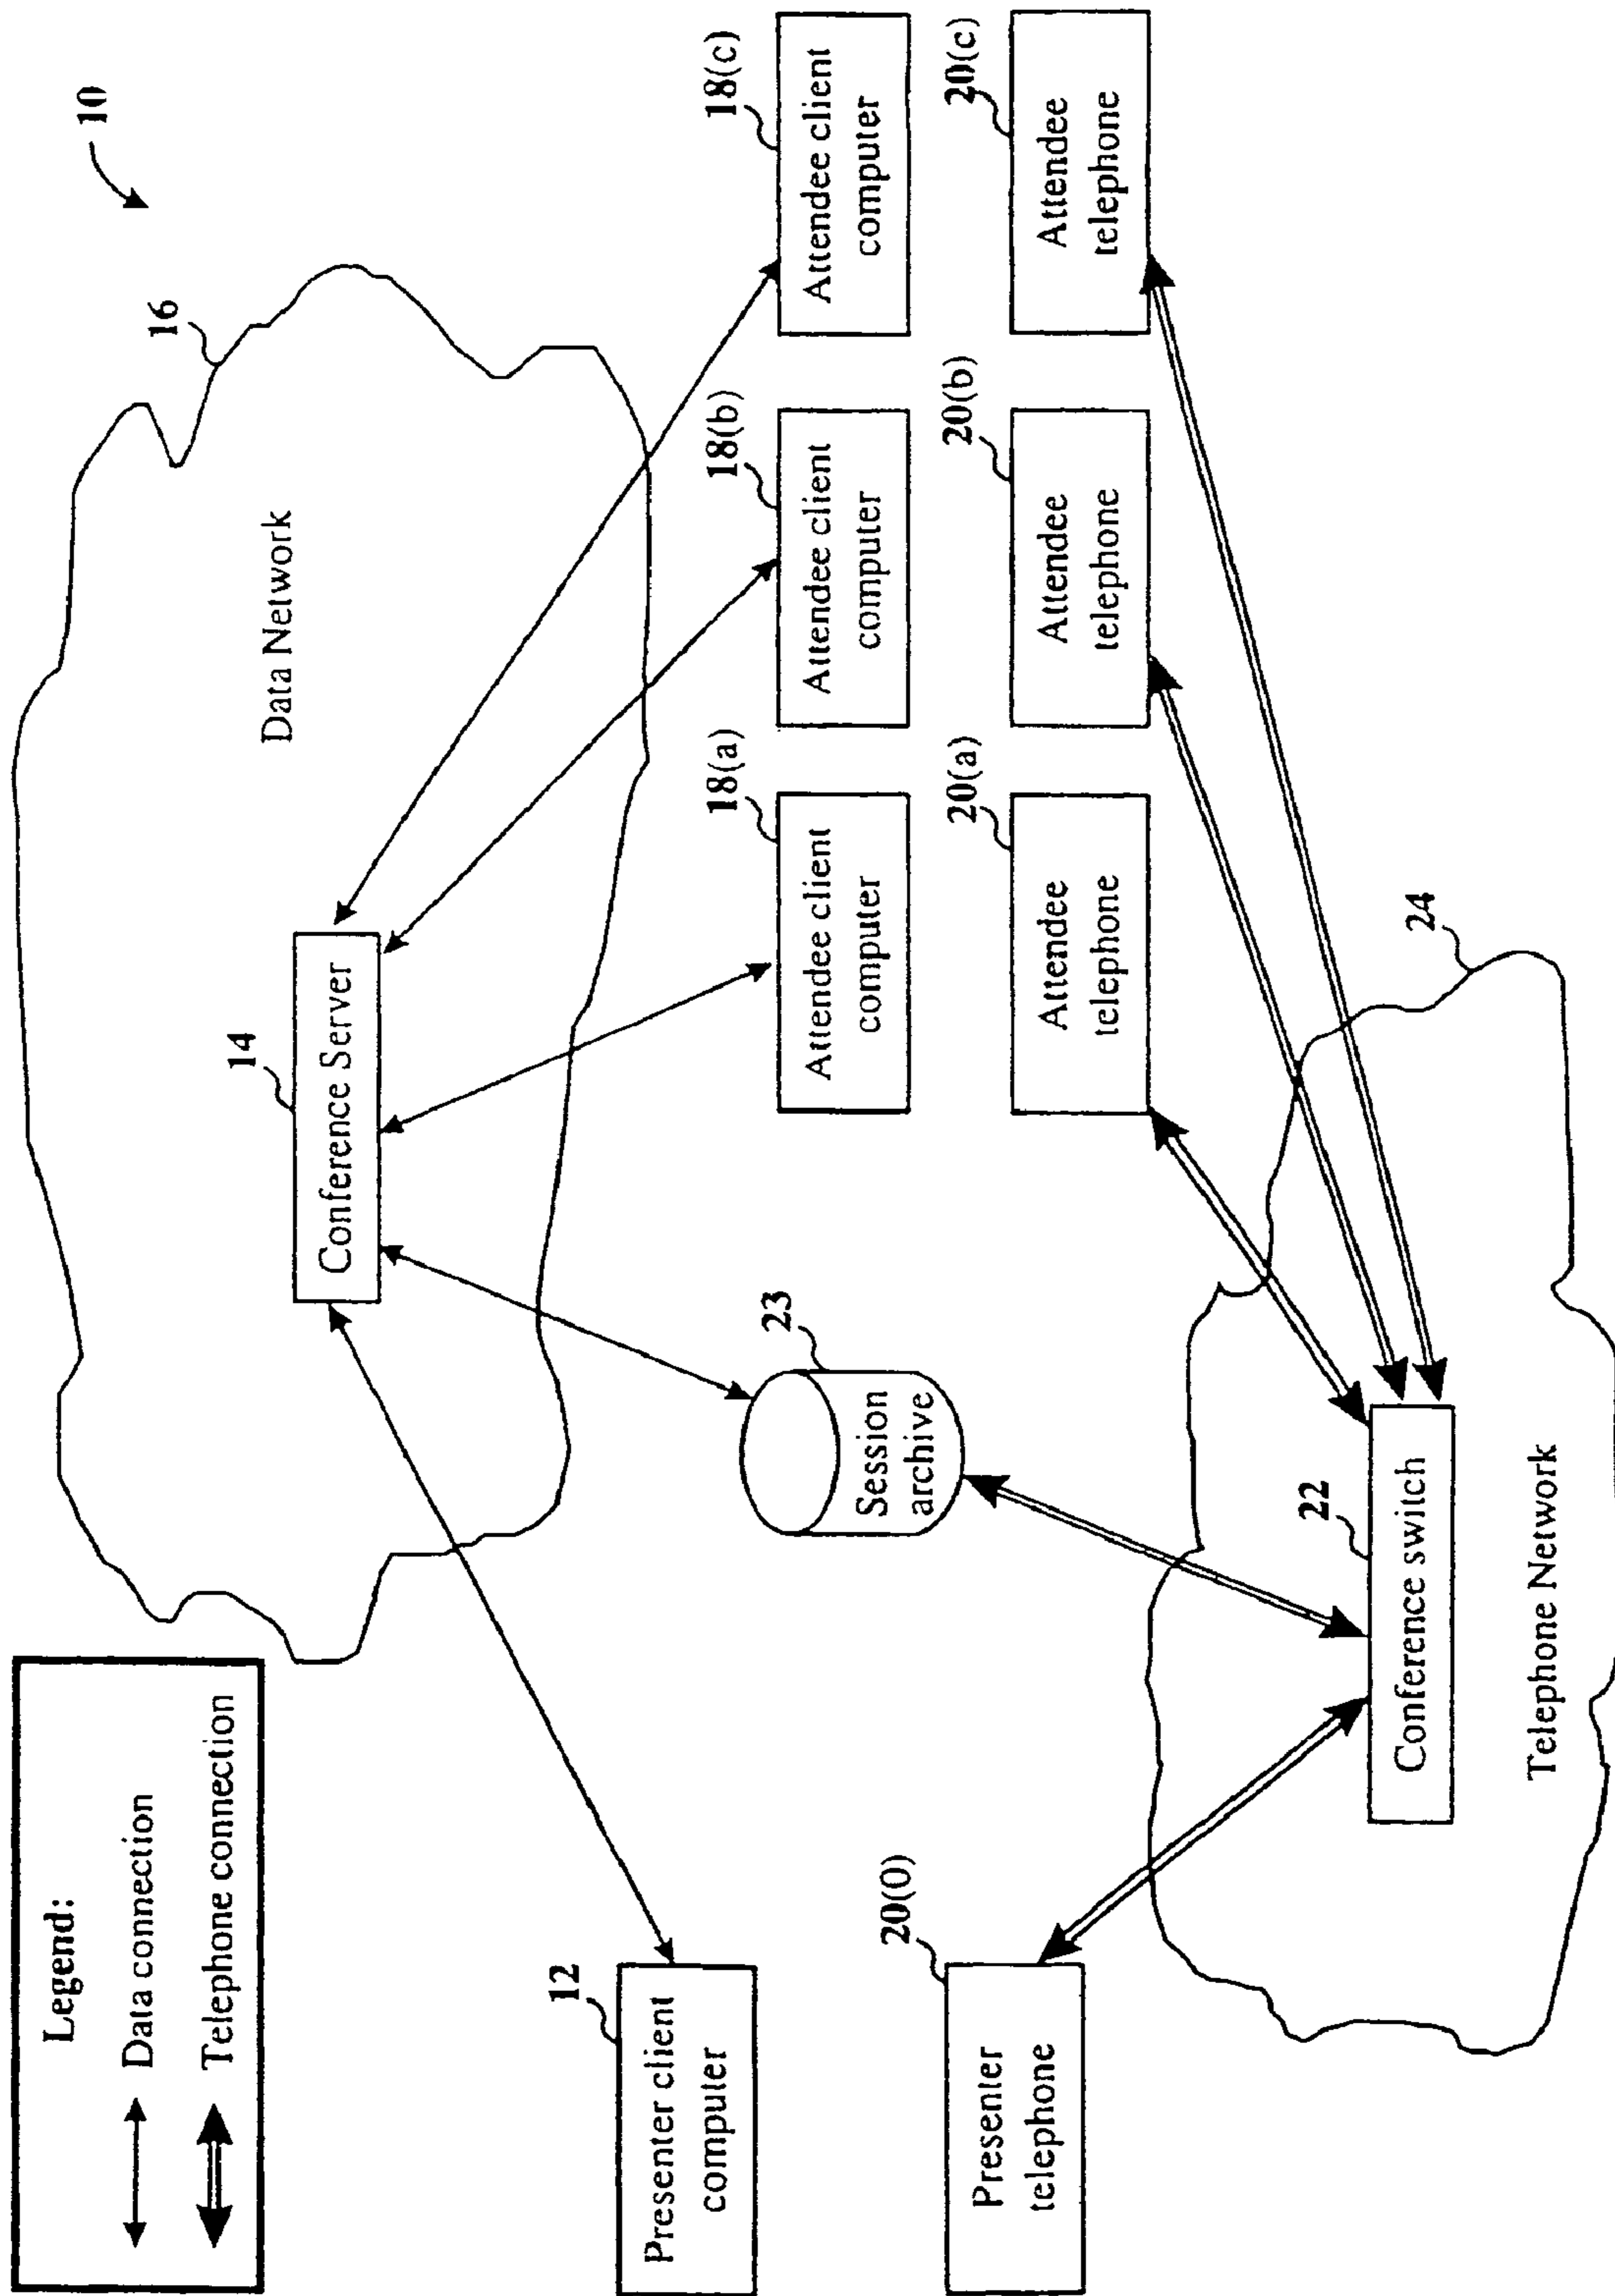 Legend:
Data connection
Telephone connection
10
16
Data Network
14
Conference Server
12
Presenter client
computer
23
Session
archive
18(a)
Attendee client
computer
18(b)
Attendee client
computer
18(c)
Attendee client
computer
20(0)
Presenter
telephone
20(a)
Attendee
telephone
20(b)
Attendee
telephone
20(c)
Attendee
telephone
22
Conference switch
24
Telephone Network